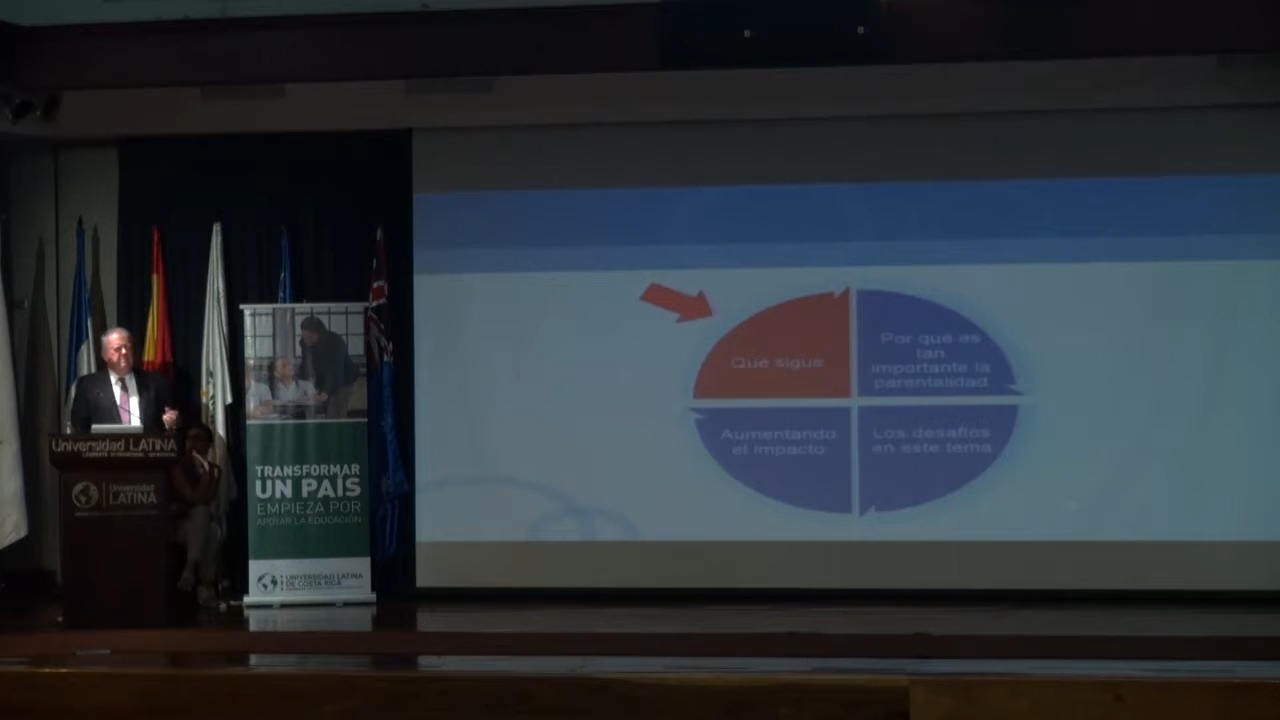 Universidad LATINA
Universidad
LATINA
TRANSFORMAR
UN PAÍS
EMPIEZA POR
APOYAR LA EDUCACIÓN
UNIVERSIDAD LATINA
DE COSTA RICA
Qué sigue
Por qué es
tan
importante la
parentalidad
Aumentando
el impacto
Los desafíos
en este tema